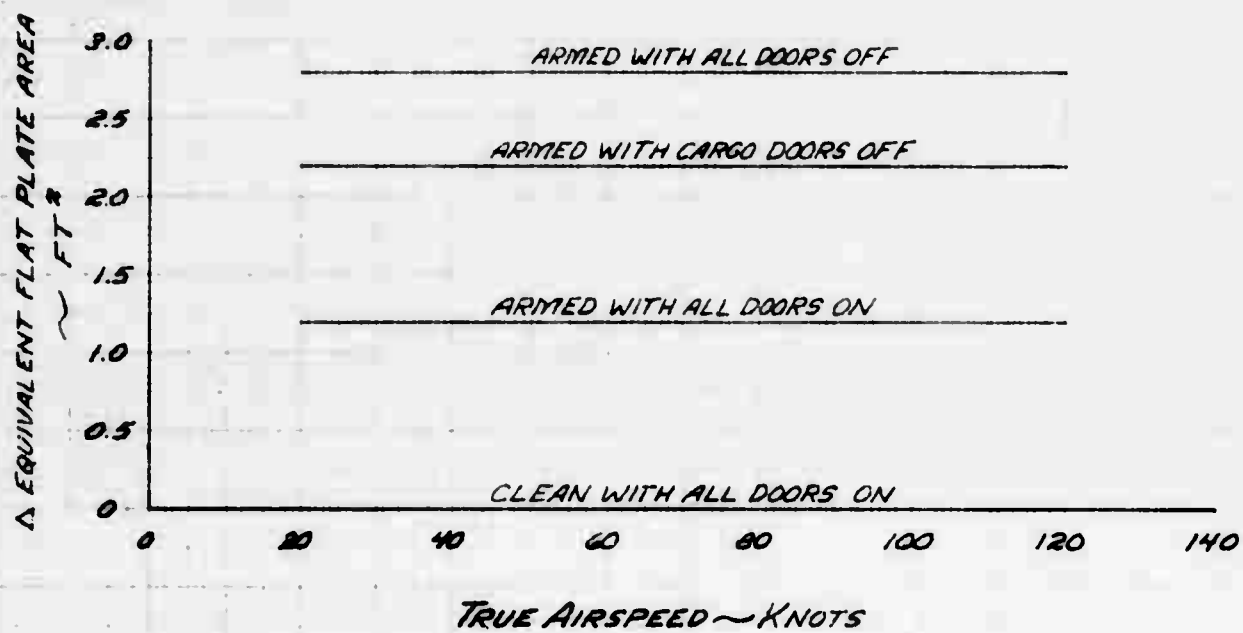 Δ EQUIVALENT FLAT PLATE AREA
~ FT²
3.0
2.5
2.0
1.5
1.0
0.5
0
ARMED WITH ALL DOORS OFF
ARMED WITH CARGO DOORS OFF
ARMED WITH ALL DOORS ON
CLEAN WITH ALL DOORS ON
0 20 40 60 80 100 120 140
TRUE AIRSPEED ~ KNOTS